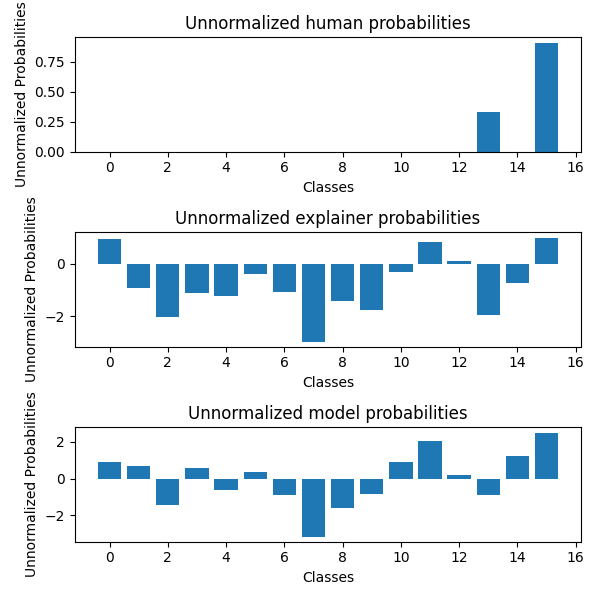 Unnormalized human probabilities
Unnormalized Probabilities
0.75
0.50
0.25
0.00
0 2 4 6 8 10 12 14 16
Classes
Unnormalized explainer probabilities
Unnormalized Probabilities
0
−2
0 2 4 6 8 10 12 14 16
Classes
Unnormalized model probabilities
Unnormalized Probabilities
2
0
−2
0 2 4 6 8 10 12 14 16
Classes